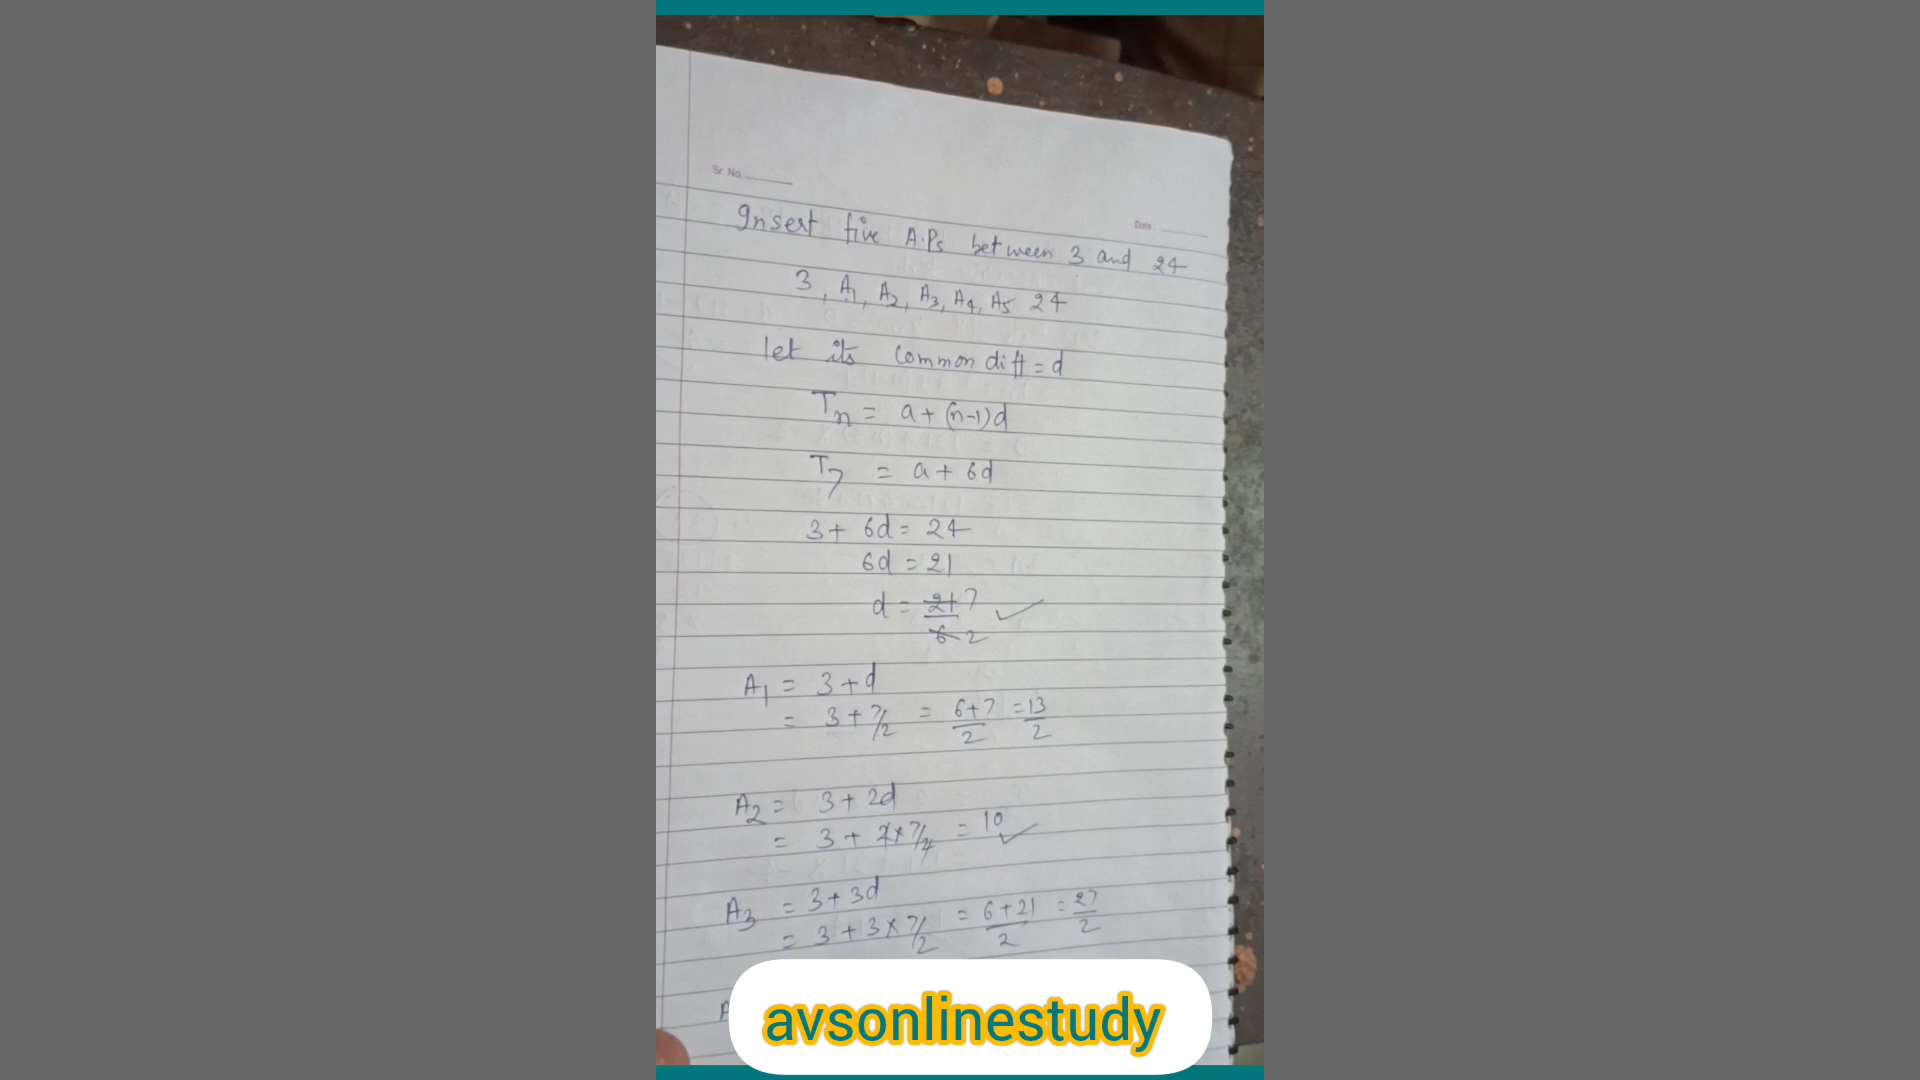 Sr. No.
Date
Insert five A.Ps between 3 and 24
3, A1, A2, A3, A4, A5 24
let its common diff = d
Tn = a + (n-1)d
T7 = a + 6d
3 + 6d = 24
6d = 21
d = 21/6 7/2 ✓
A1 = 3 + d
= 3 + 7/2 = 6+7/2 = 13/2
A2 = 3 + 2d
= 3 + 2×7/2 = 10 ✓
A3 = 3 + 3d
= 3 + 3×7/2 = 6+21/2 = 27/2
avsonlinestudy